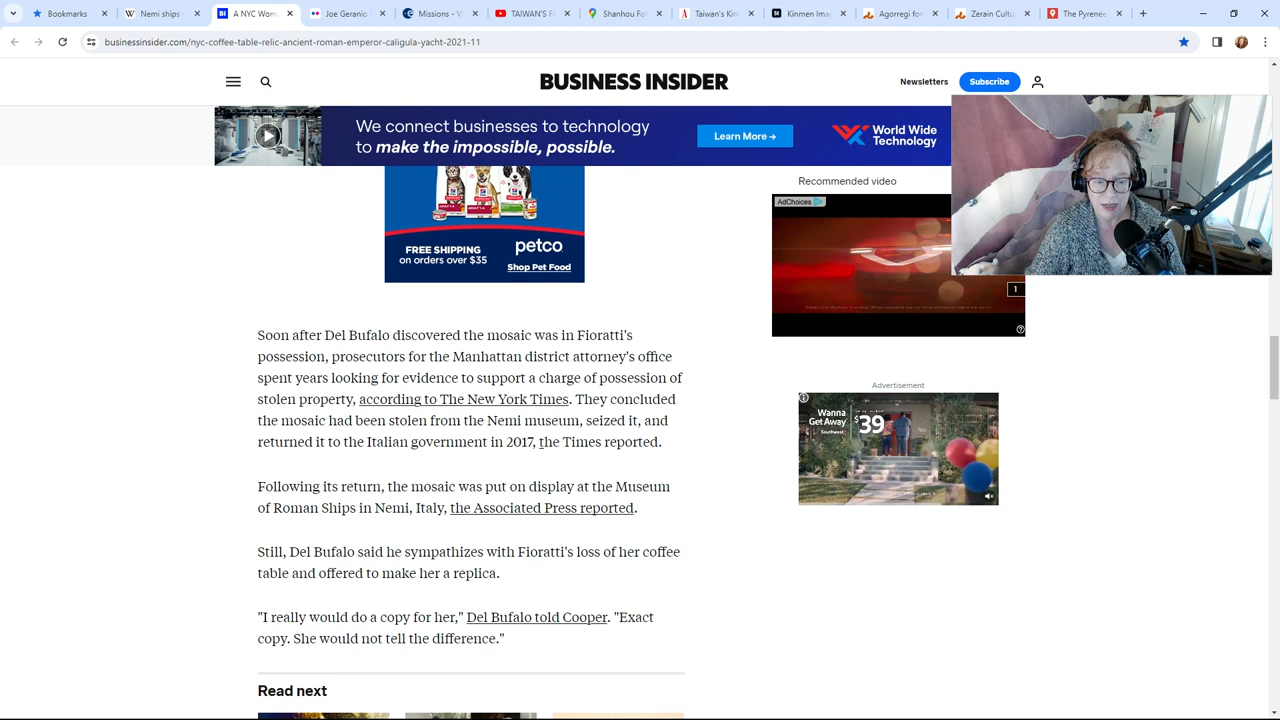 Bookmarks
Nemi ships
A NYC Wom
Joe Geranio
Missions - V
TAIWAN'S F
Shanhou Fo
Taiwan's Kin
Kinmen Ima
Agorregi for
Zerain Cultu
The Pyrenee
businessinsider.com/nyc-coffee-table-relic-ancient-roman-emperor-caligula-yacht-2021-11
BUSINESS INSIDER
Newsletters
Subscribe
We connect businesses to technology
to make the impossible, possible.
Learn More →
World Wide
Technology
FREE SHIPPING
on orders over $35
petco
Shop Pet Food
Recommended video
AdChoices
1
Soon after Del Bufalo discovered the mosaic was in Fioratti's
possession, prosecutors for the Manhattan district attorney's office
spent years looking for evidence to support a charge of possession of
stolen property, according to The New York Times. They concluded
the mosaic had been stolen from the Nemi museum, seized it, and
returned it to the Italian government in 2017, the Times reported.
Advertisement
Wanna
Get Away
Southwest
$39
Following its return, the mosaic was put on display at the Museum
of Roman Ships in Nemi, Italy, the Associated Press reported.
Still, Del Bufalo said he sympathizes with Fioratti's loss of her coffee
table and offered to make her a replica.
"I really would do a copy for her," Del Bufalo told Cooper. "Exact
copy. She would not tell the difference."
Read next